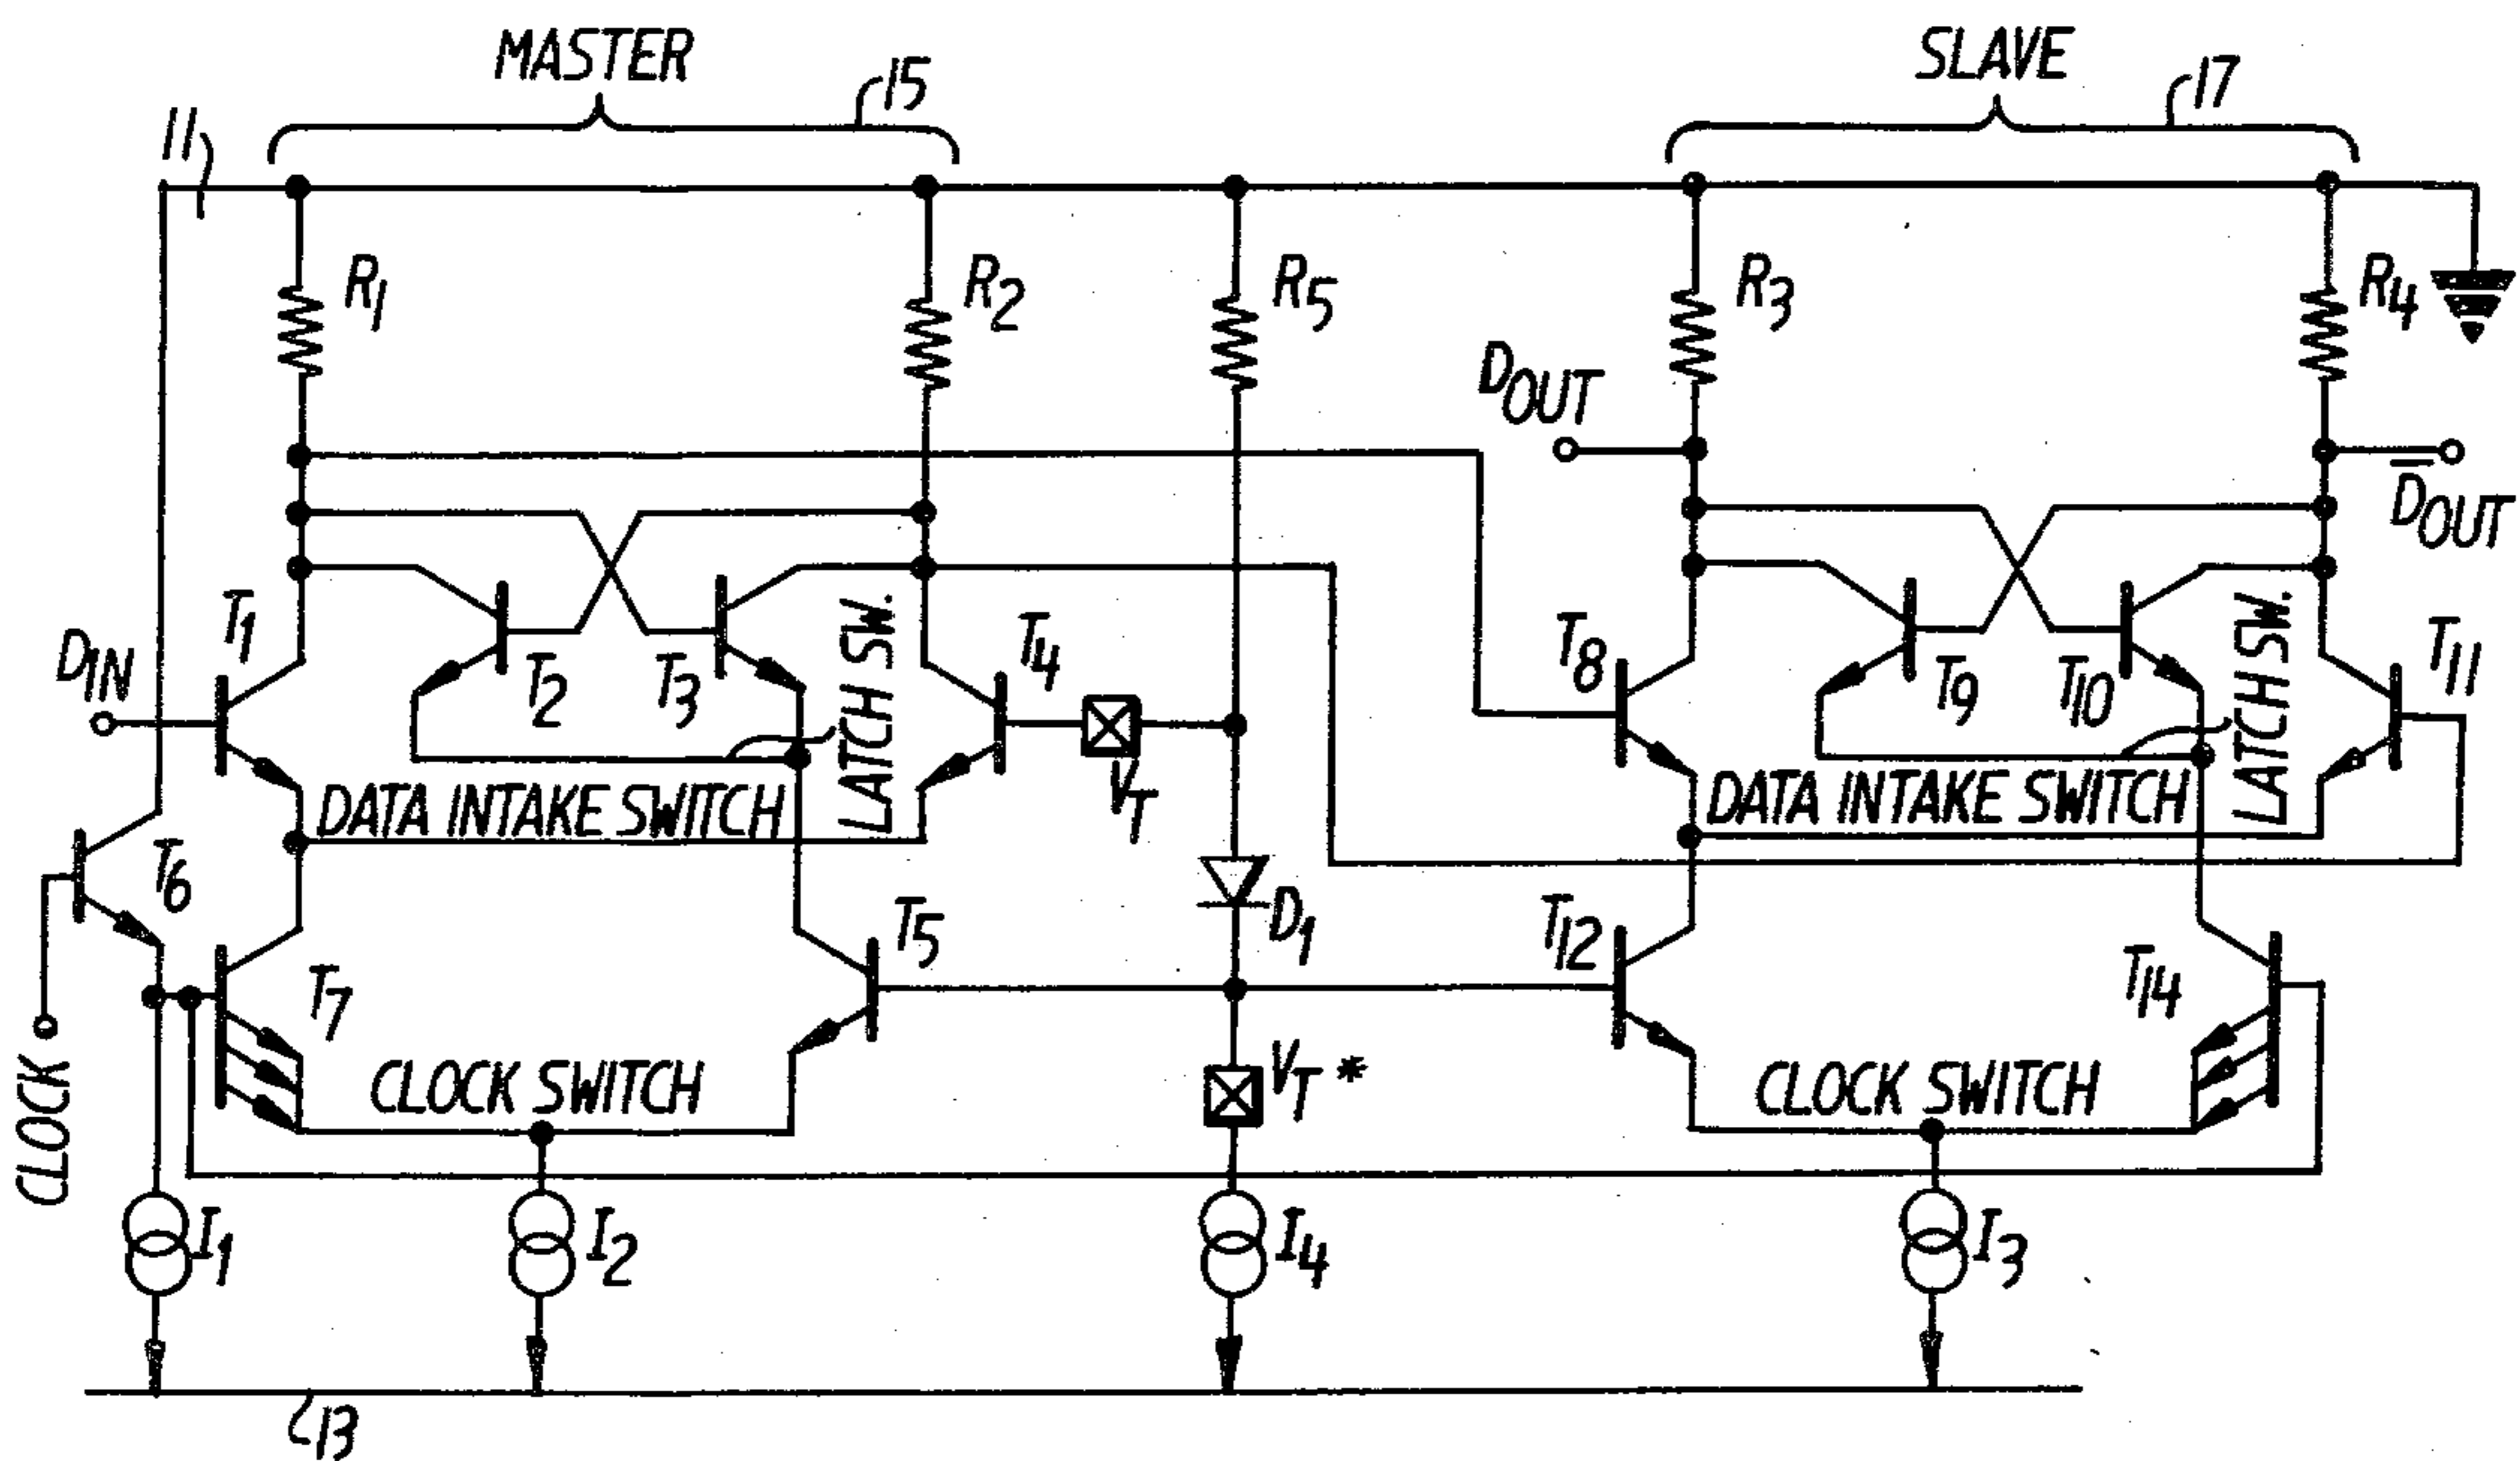 MASTER
SLAVE
15
17
11
R1
R2
R5
R3
R4
DOUT
D̅OUT
T1
DIN
T2
T3
LATCH SW.
T4
T8
T9
T10
LATCH SW.
T11
VT
DATA INTAKE SWITCH
DATA INTAKE SWITCH
T6
T5
D1
T12
T14
T7
CLOCK
CLOCK SWITCH
VT*
CLOCK SWITCH
I1
I2
I4
I3
13